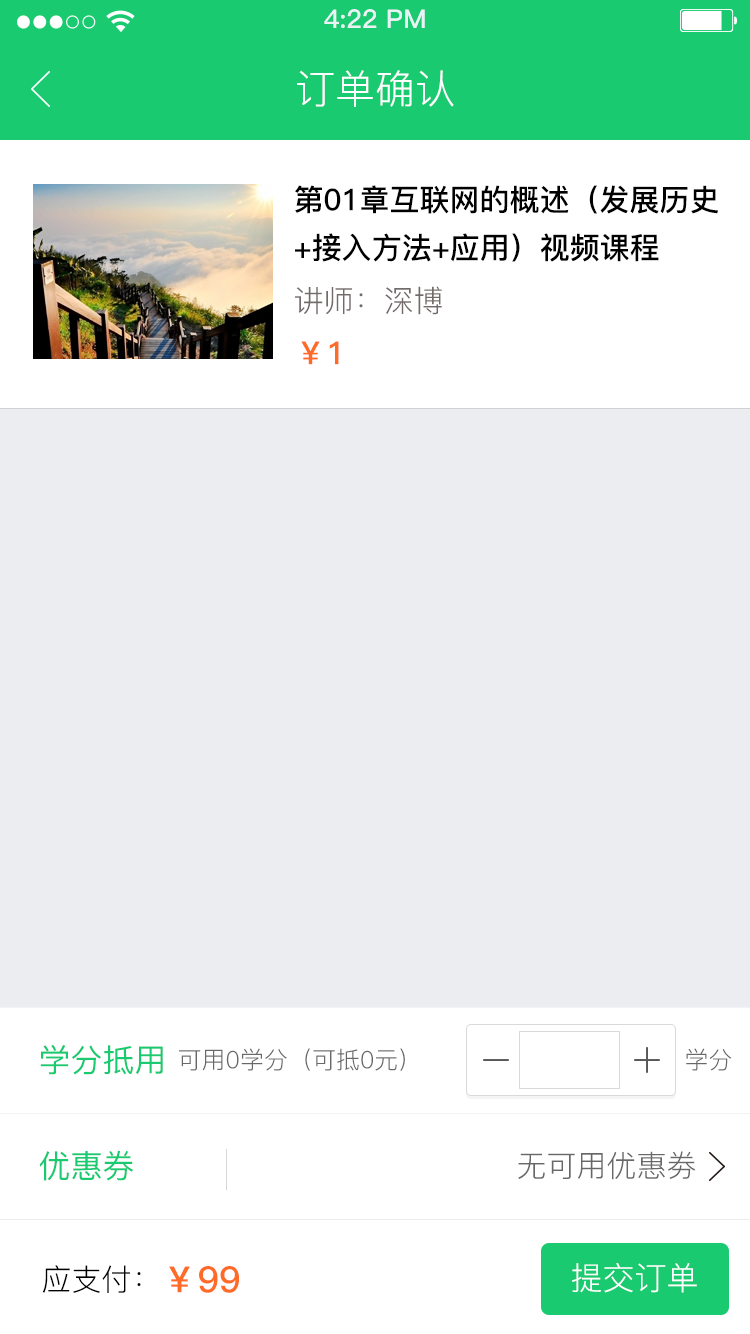 4:22 PM
订单确认
第01章互联网的概述（发展历史
+接入方法+应用）视频课程
讲师：深博
￥1
学分抵用 可用0学分（可抵0元） 学分
优惠券 无可用优惠券
应支付：￥99 提交订单